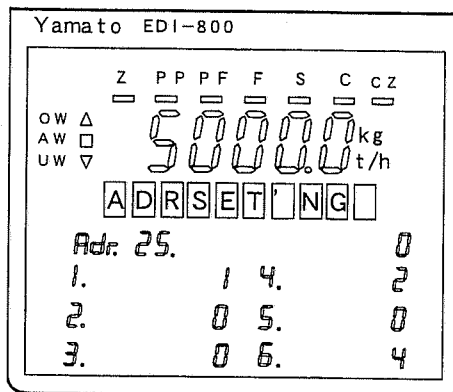 Yamato EDI-800
Z PP PF F S C CZ
OW △
AW □
UW ▽
5000.0 kg
t/h
ADRSET' NG
Adr. 25. 0
1. 1 4. 2
2. 0 5. 0
3. 0 6. 4